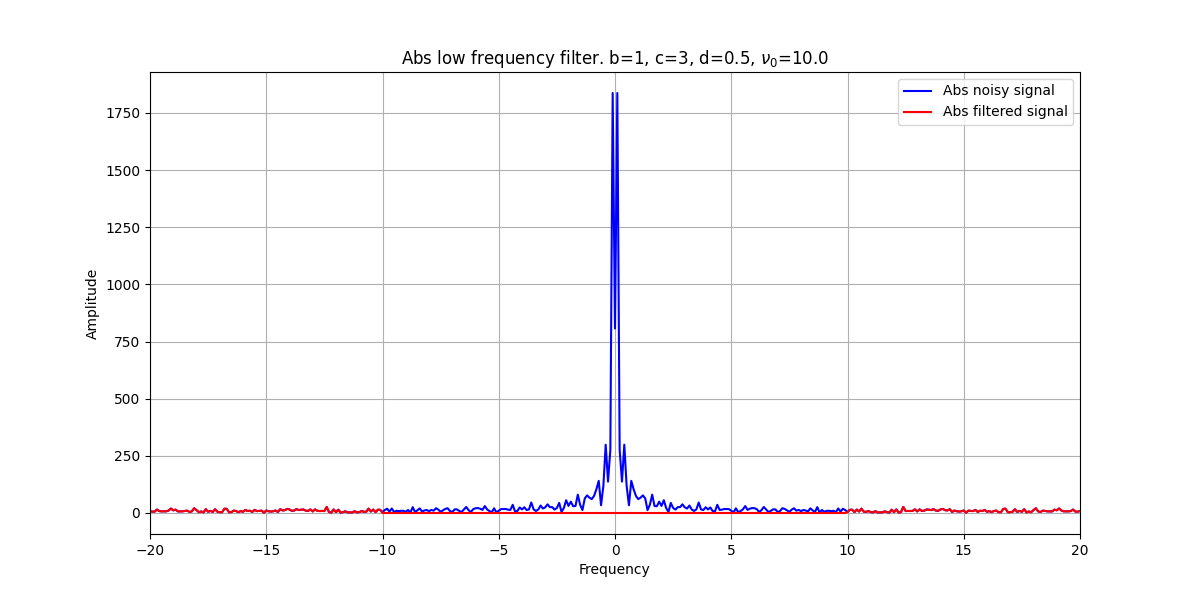 Abs low frequency filter. b=1, c=3, d=0.5, ν₀=10.0
Abs noisy signal
Abs filtered signal
Amplitude
1750
1500
1250
1000
750
500
250
0
−20 −15 −10 −5 0 5 10 15 20
Frequency